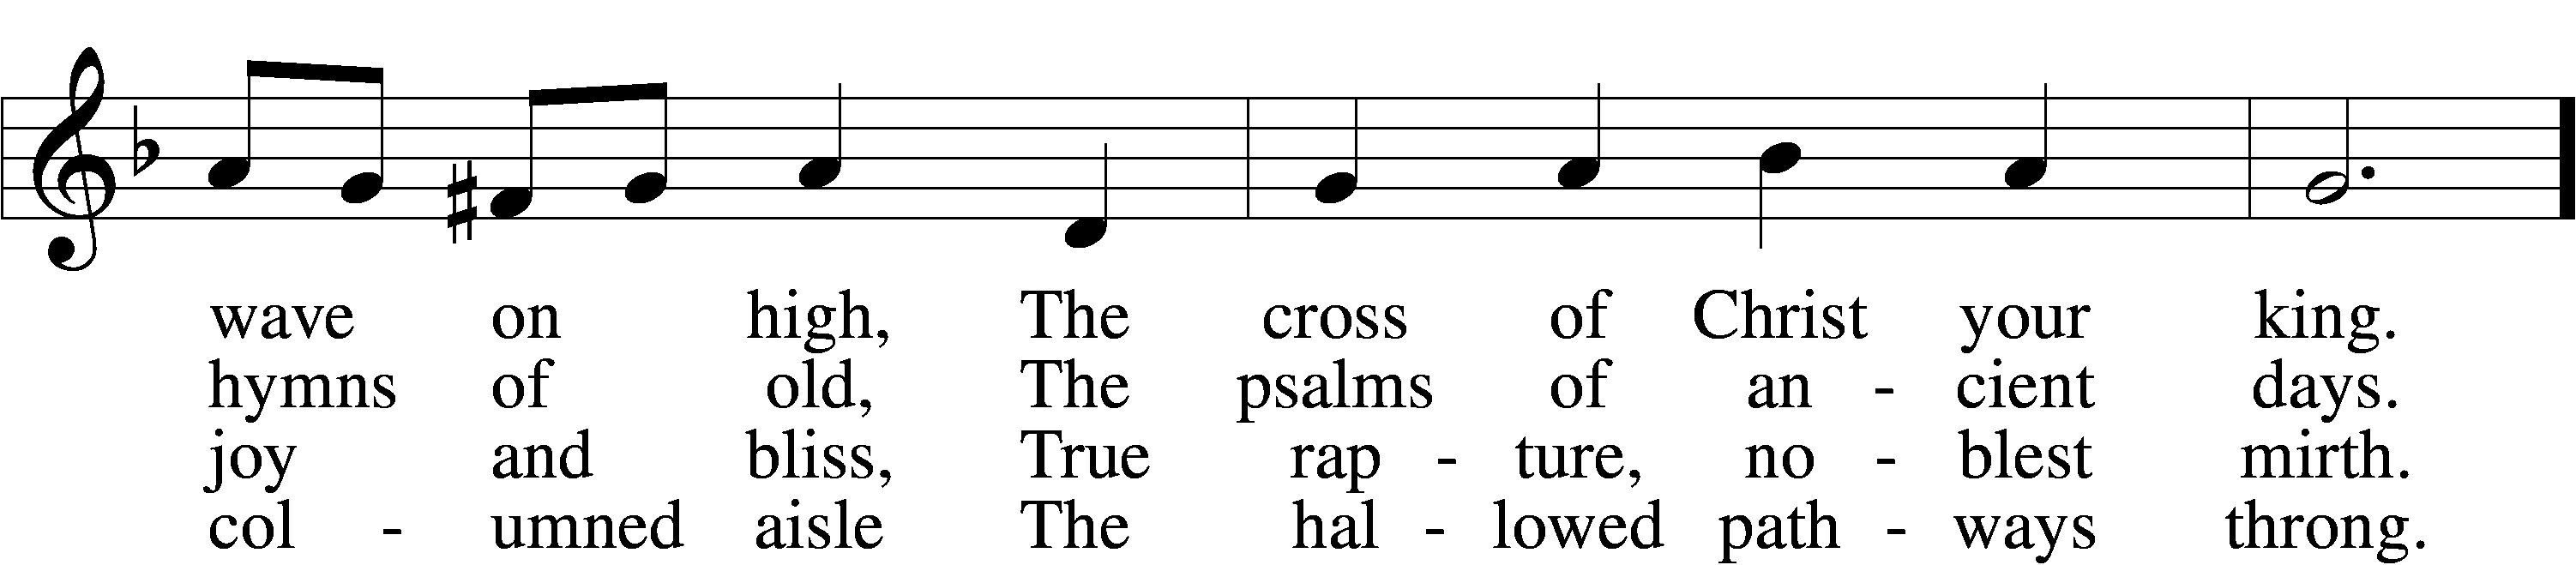 wave on high, The cross of Christ your king.
hymns of old, The psalms of an - cient days.
joy and bliss, True rap - ture, no - blest mirth.
col - umned aisle The hal - lowed path - ways throng.